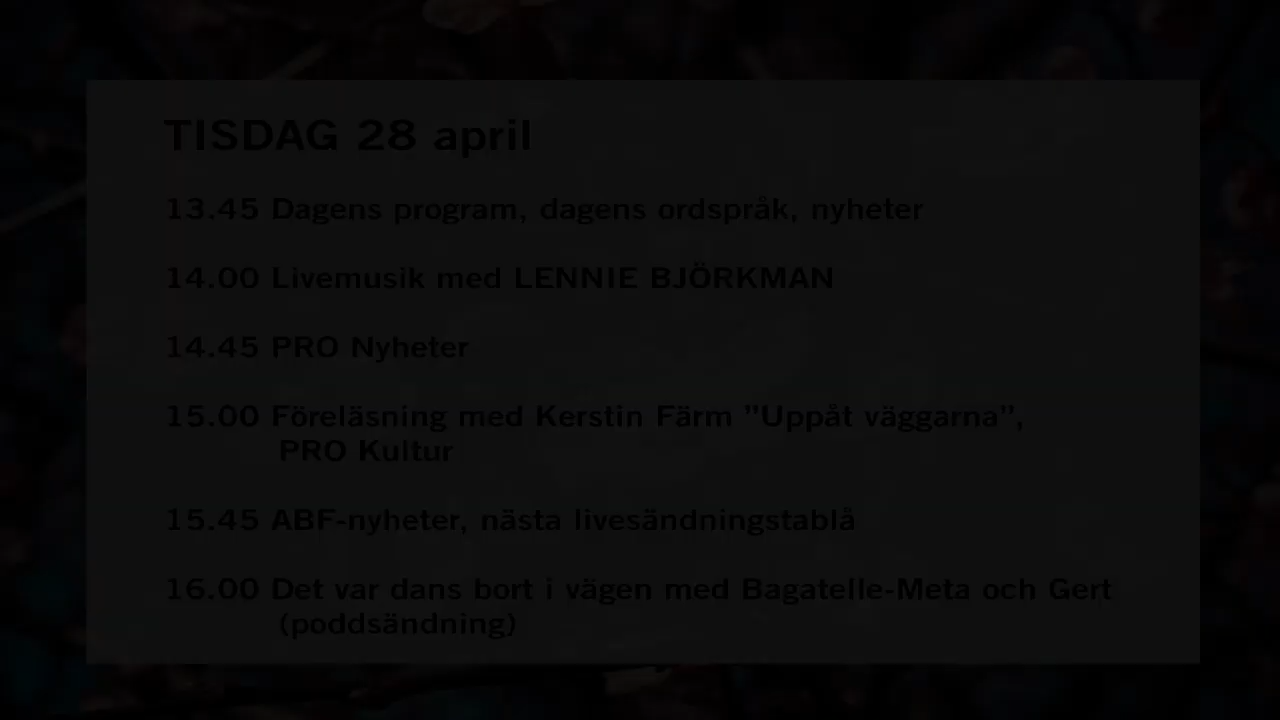 TISDAG 28 april
13.45 Dagens program, dagens ordspråk, nyheter
14.00 Livemusik med LENNIE BJÖRKMAN
14.45 PRO Nyheter
15.00 Föreläsning med Kerstin Färm ”Uppåt väggarna”,
PRO Kultur
15.45 ABF-nyheter, nästa livesändningstablå
16.00 Det var dans bort i vägen med Bagatelle-Meta och Gert
(poddsändning)